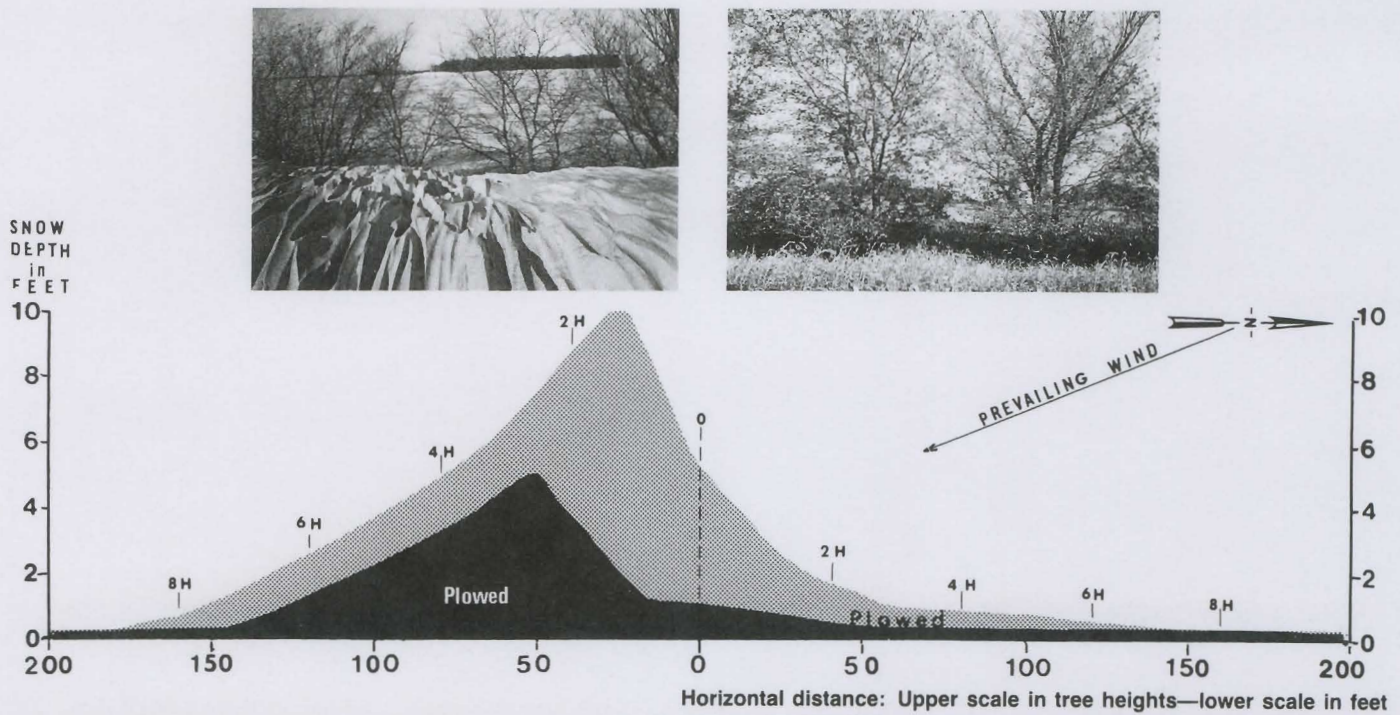 SNOW
DEPTH
in
FEET
10
8
6
4
2
0
10
8
6
4
2
0
8H
6H
4H
2H
0
2H
4H
6H
8H
N
PREVAILING WIND
Plowed
Plowed
200 150 100 50 0 50 100 150 200
Horizontal distance: Upper scale in tree heights—lower scale in feet